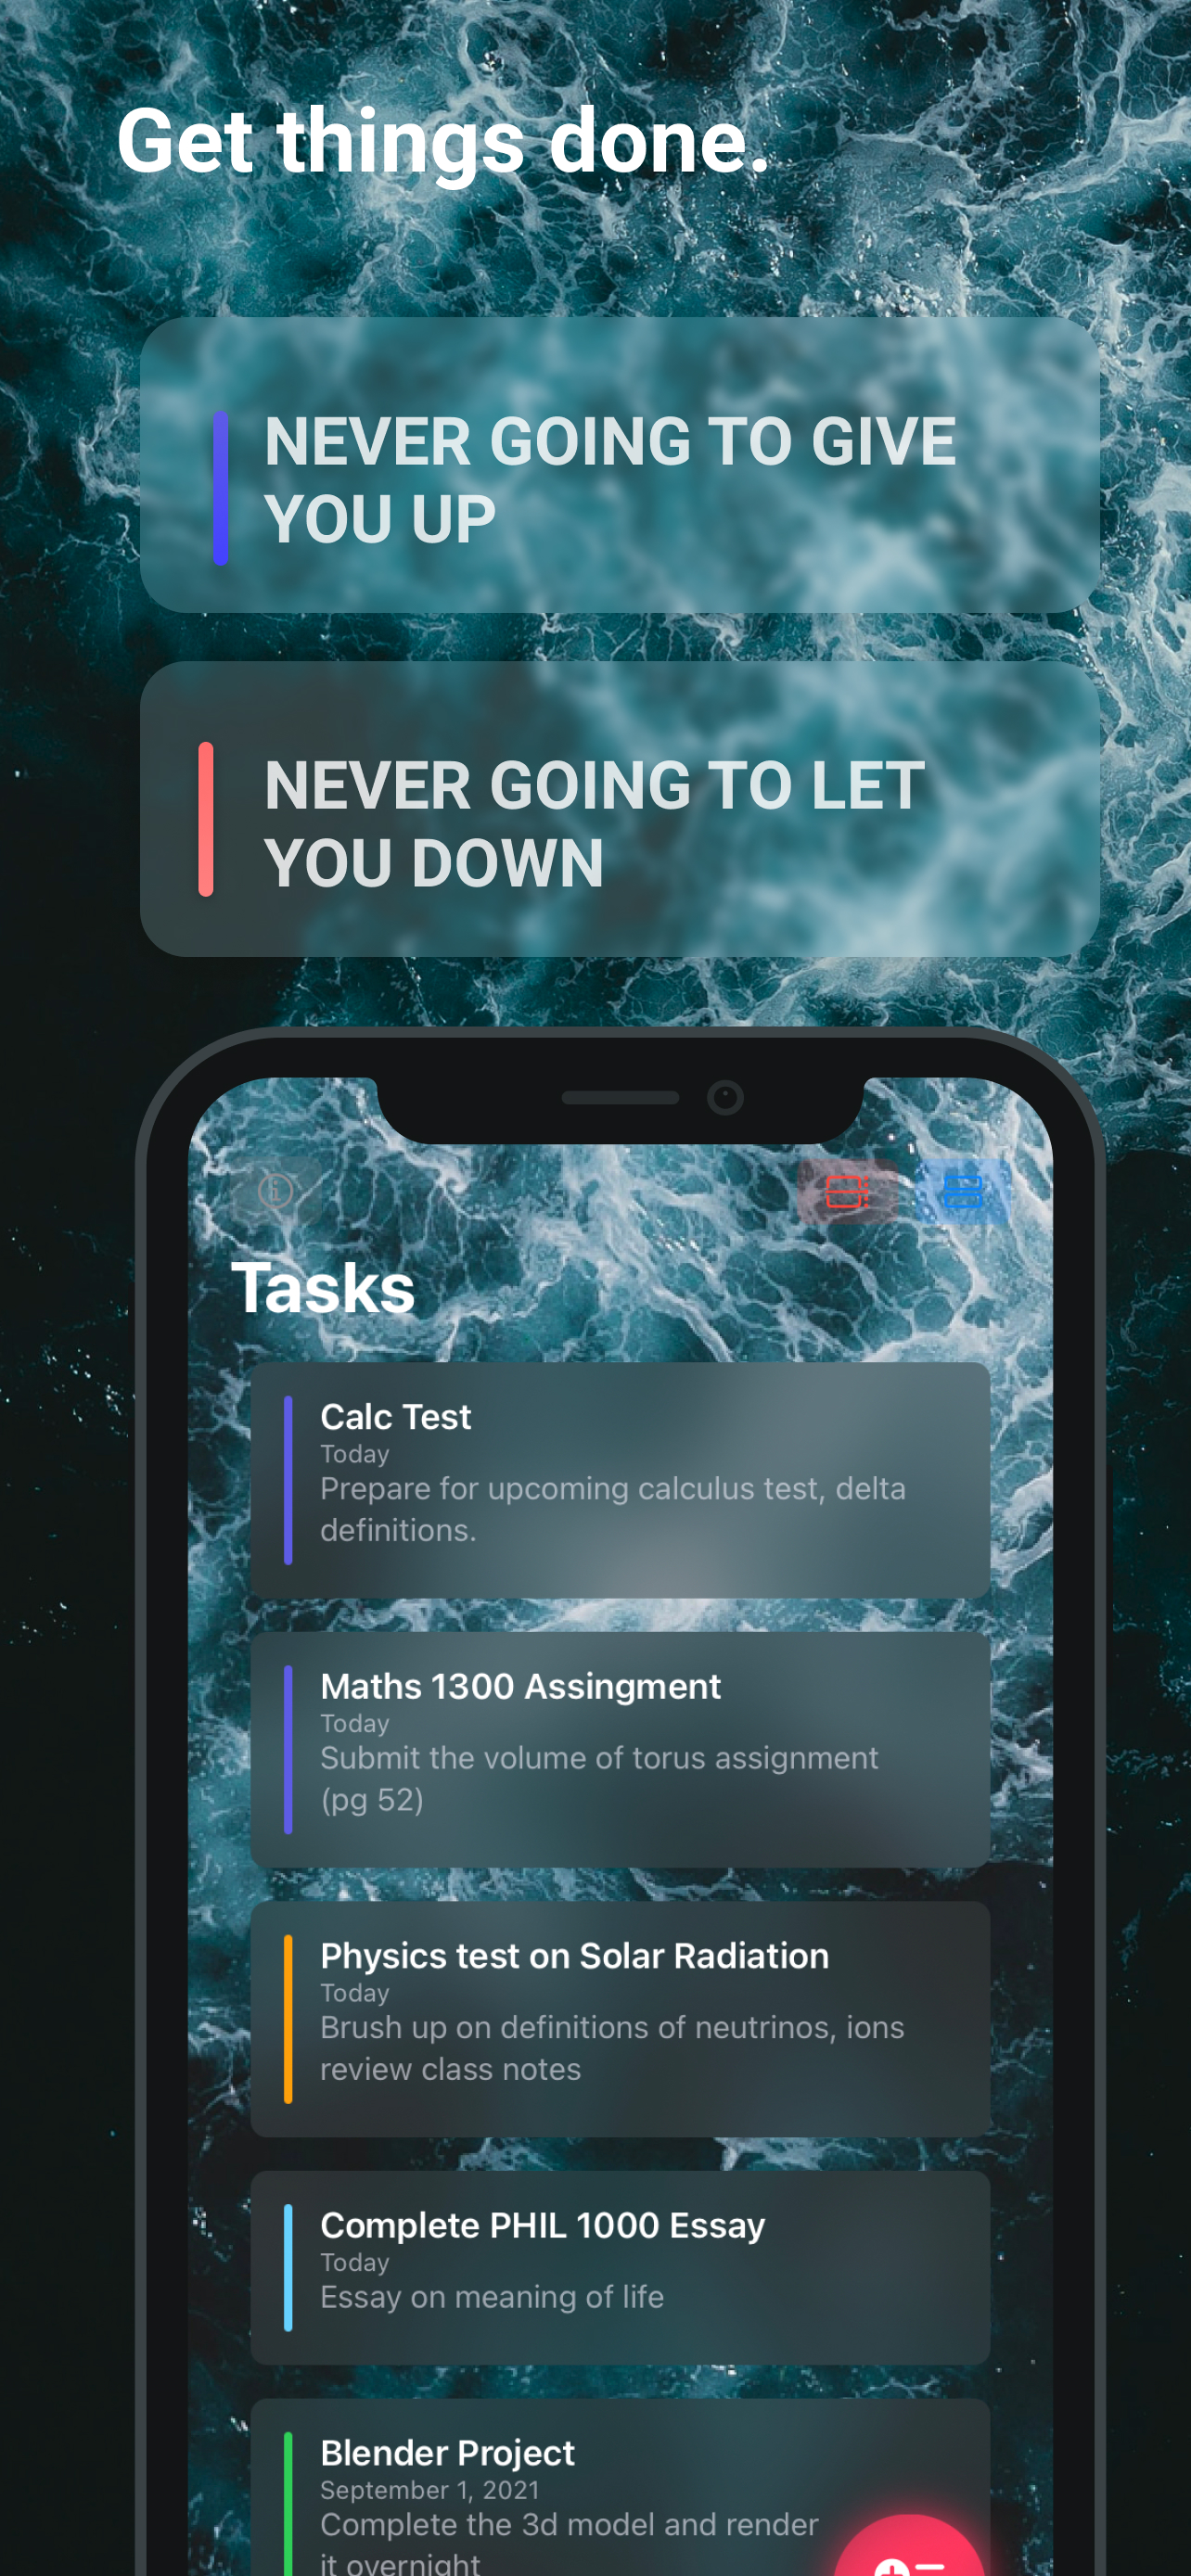 Get things done.
NEVER GOING TO GIVE
YOU UP
NEVER GOING TO LET
YOU DOWN
Tasks
Calc Test
Today
Prepare for upcoming calculus test, delta
definitions.
Maths 1300 Assingment
Today
Submit the volume of torus assignment
(pg 52)
Physics test on Solar Radiation
Today
Brush up on definitions of neutrinos, ions
review class notes
Complete PHIL 1000 Essay
Today
Essay on meaning of life
Blender Project
September 1, 2021
Complete the 3d model and render
it overnight